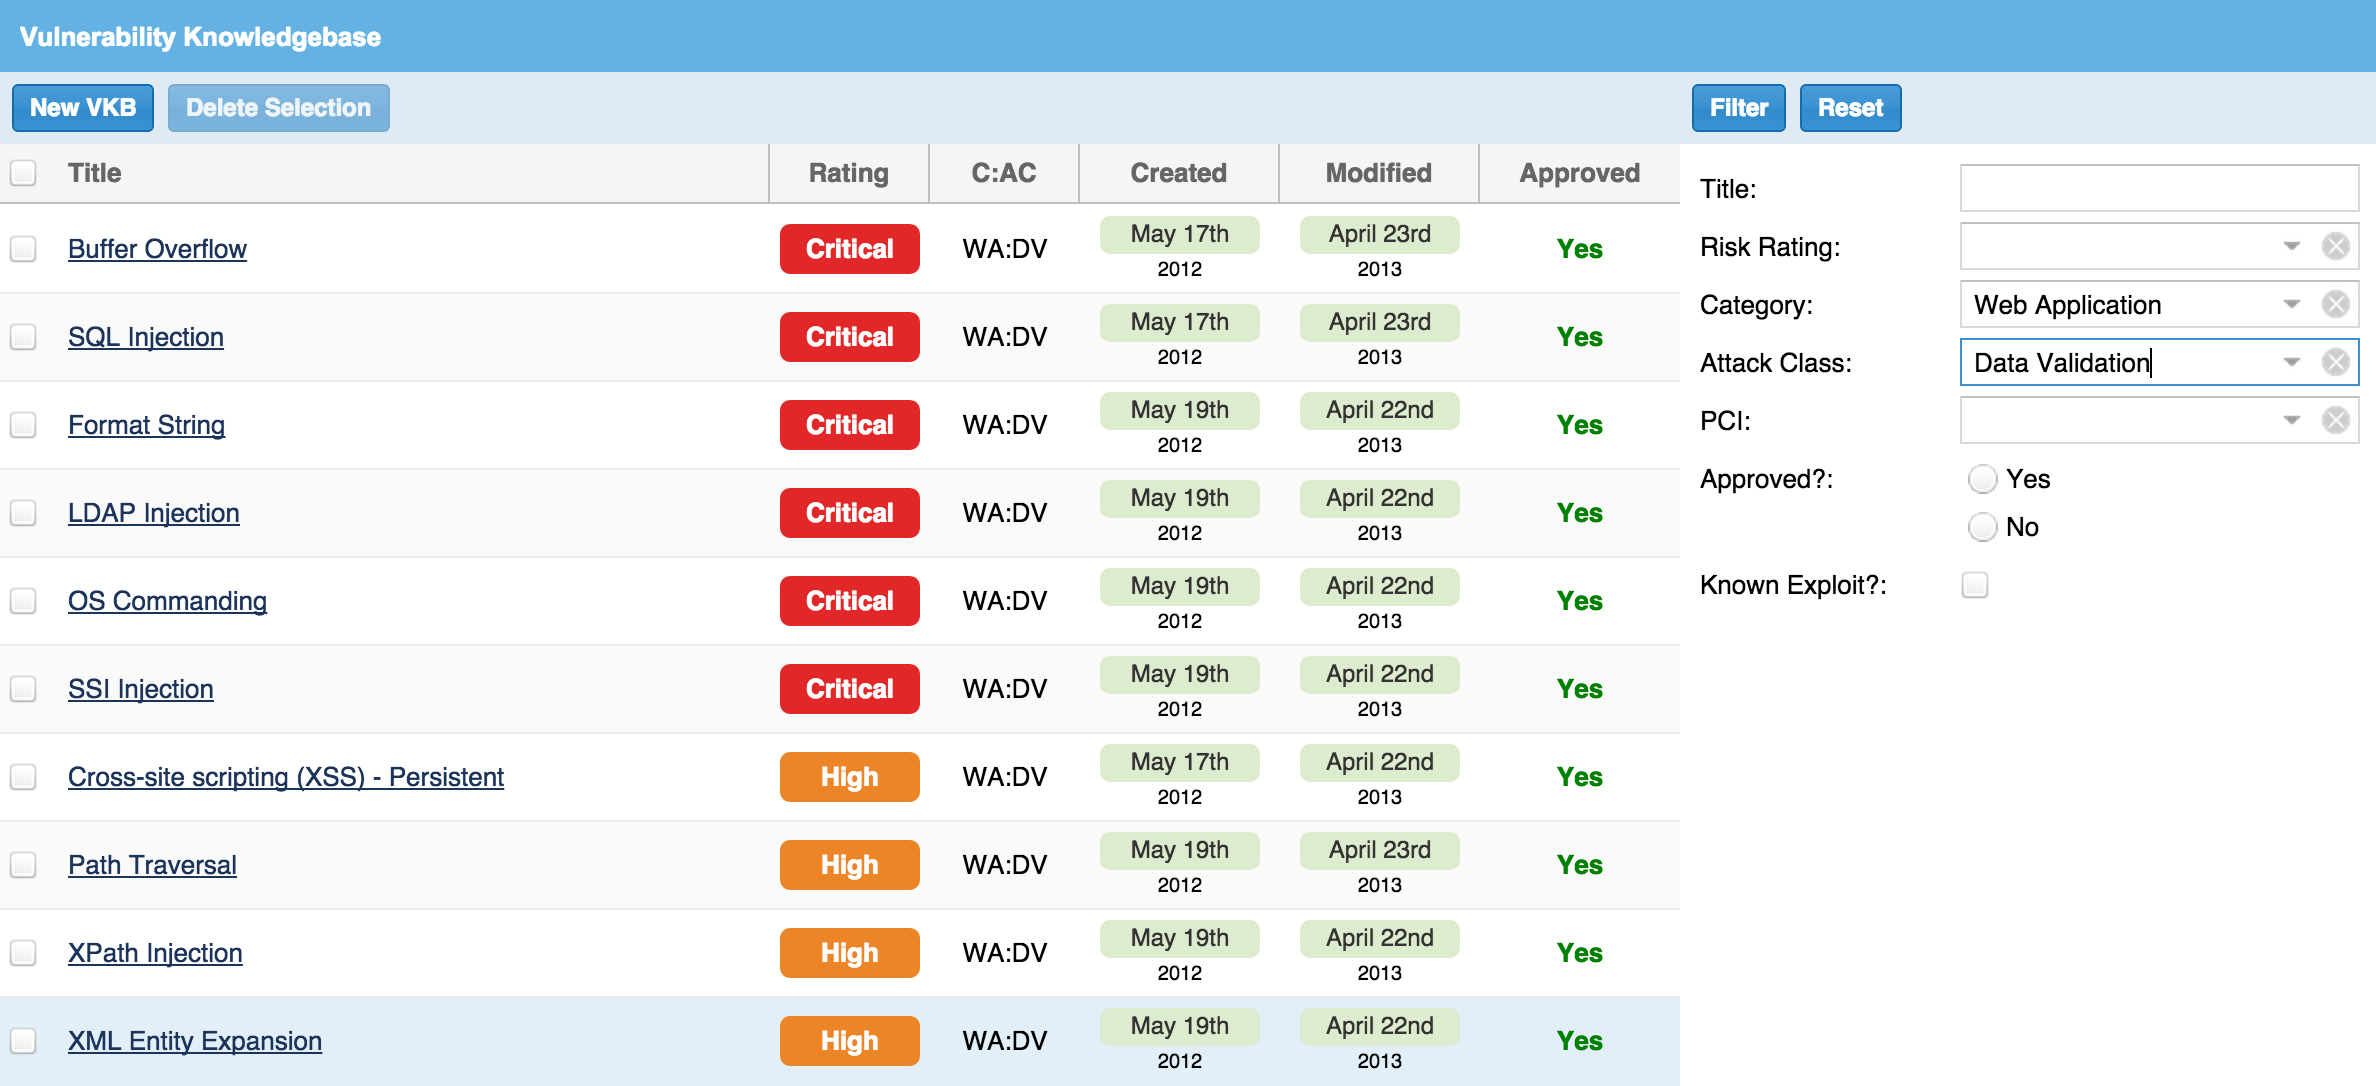 Vulnerability Knowledgebase
New VKB Delete Selection Filter Reset
Title Rating C:AC Created Modified Approved
Buffer Overflow Critical WA:DV May 17th 2012 April 23rd 2013 Yes
SQL Injection Critical WA:DV May 17th 2012 April 23rd 2013 Yes
Format String Critical WA:DV May 19th 2012 April 22nd 2013 Yes
LDAP Injection Critical WA:DV May 19th 2012 April 22nd 2013 Yes
OS Commanding Critical WA:DV May 19th 2012 April 22nd 2013 Yes
SSI Injection Critical WA:DV May 19th 2012 April 22nd 2013 Yes
Cross-site scripting (XSS) - Persistent High WA:DV May 17th 2012 April 22nd 2013 Yes
Path Traversal High WA:DV May 19th 2012 April 23rd 2013 Yes
XPath Injection High WA:DV May 19th 2012 April 22nd 2013 Yes
XML Entity Expansion High WA:DV May 19th 2012 April 22nd 2013 Yes
Title:
Risk Rating:
Category: Web Application
Attack Class: Data Validation
PCI:
Approved?: Yes
No
Known Exploit?: